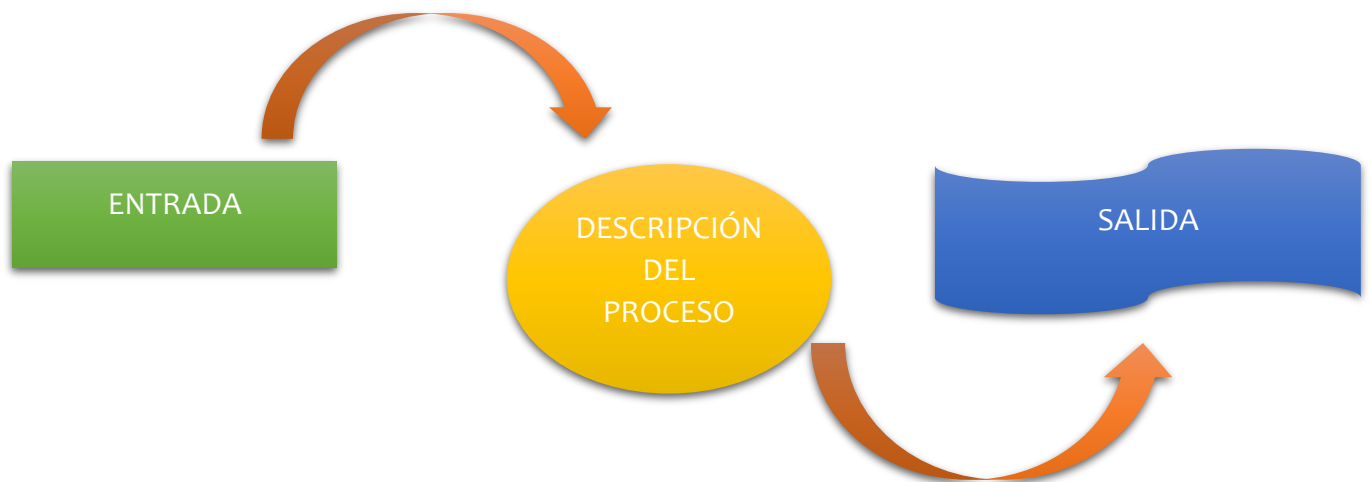 ENTRADA
DESCRIPCIÓN
DEL
PROCESO
SALIDA